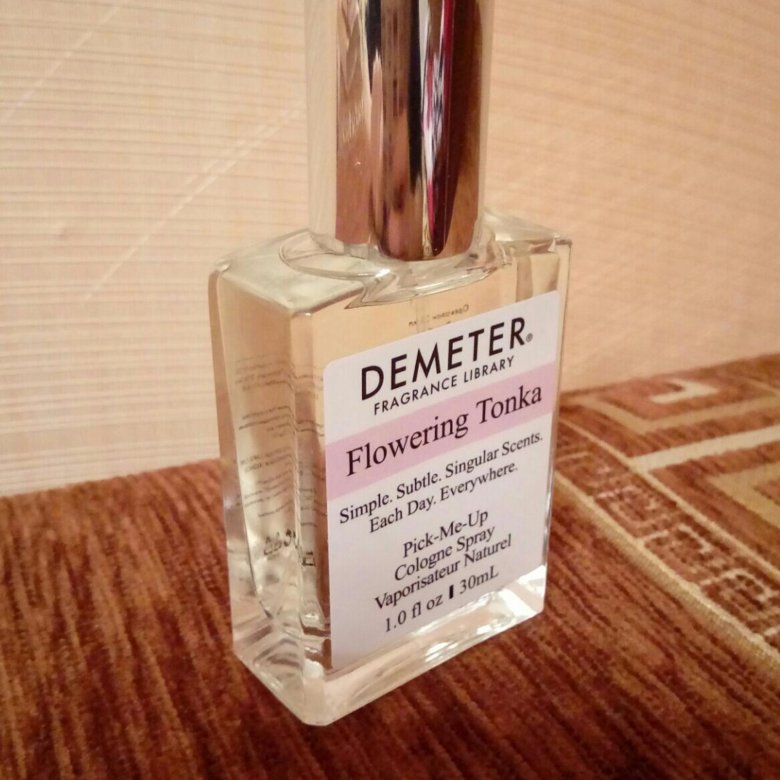 DEMETER®
FRAGRANCE LIBRARY
Flowering Tonka
Simple. Subtle. Singular Scents.
Each Day. Everywhere.
Pick-Me-Up
Cologne Spray
Vaporisateur Naturel
1.0 fl oz 30mL